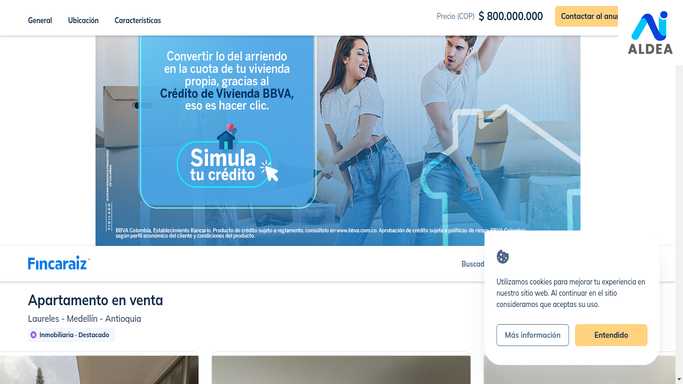 General Ubicación Características Precio (COP) $ 800.000.000 Contactar al anun
ALDEA
Convertir lo del arriendo
en la cuota de tu vivienda
propia, gracias al
Crédito de Vivienda BBVA,
eso es hacer clic.
Simula
tu crédito
BBVA Colombia. Establecimiento Bancario. Producto de crédito sujeto a reglamento, consúltelo en www.bbva.com.co. Aprobación de crédito sujeta a políticas de riesgo BBVA Colombia
según perfil económico del cliente y condiciones del producto.
Fincaraiz
Buscad
Apartamento en venta
Laureles - Medellín - Antioquia
Inmobiliaria · Destacado
Utilizamos cookies para mejorar tu experiencia en
nuestro sitio web. Al continuar en el sitio
consideramos que aceptas su uso.
Más información Entendido